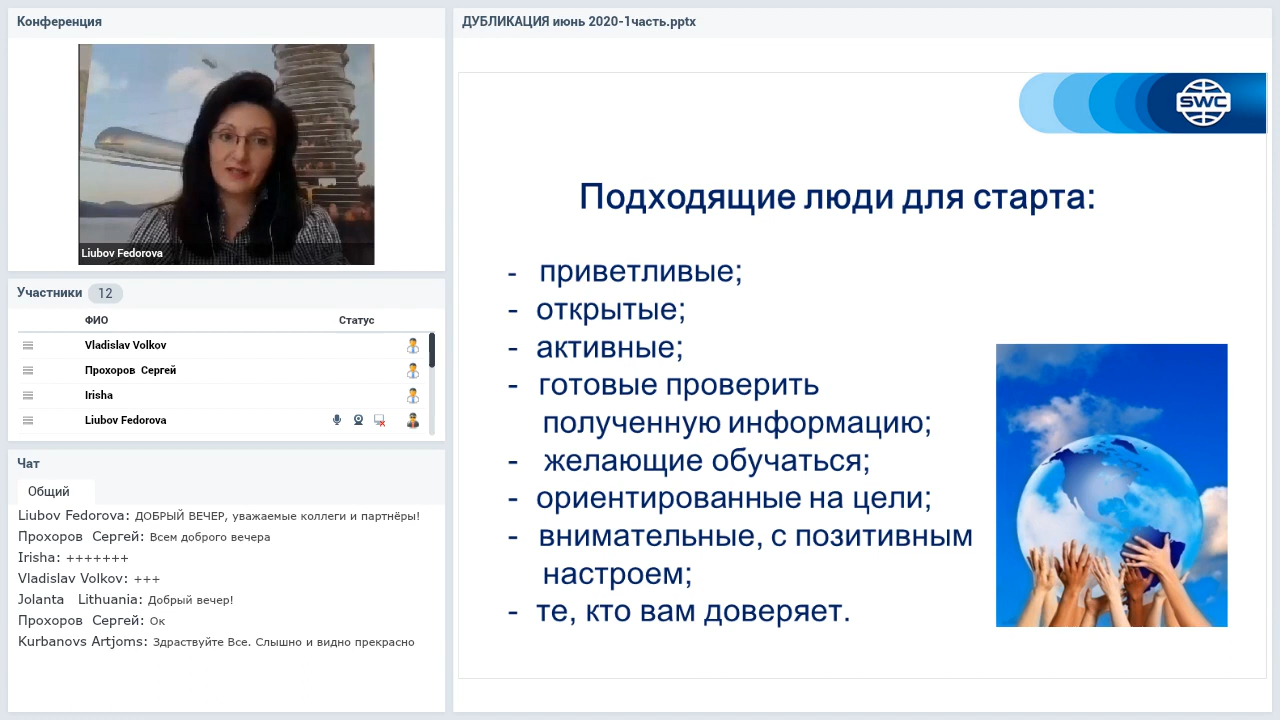 Конференция
Liubov Fedorova
Участники 12
ФИО Статус
Vladislav Volkov
Прохоров Сергей
Irisha
Liubov Fedorova
Чат
Общий
Liubov Fedorova: ДОБРЫЙ ВЕЧЕР, уважаемые коллеги и партнёры!
Прохоров Сергей: Всем доброго вечера
Irisha: +++++++
Vladislav Volkov: +++
Jolanta Lithuania: Добрый вечер!
Прохоров Сергей: Ок
Kurbanovs Artjoms: Здраствуйте Все. Слышно и видно прекрасно
ДУБЛИКАЦИЯ июнь 2020-1часть.pptx
SWC
Подходящие люди для старта:
- приветливые;
- открытые;
- активные;
- готовые проверить
полученную информацию;
- желающие обучаться;
- ориентированные на цели;
- внимательные, с позитивным
настроем;
- те, кто вам доверяет.